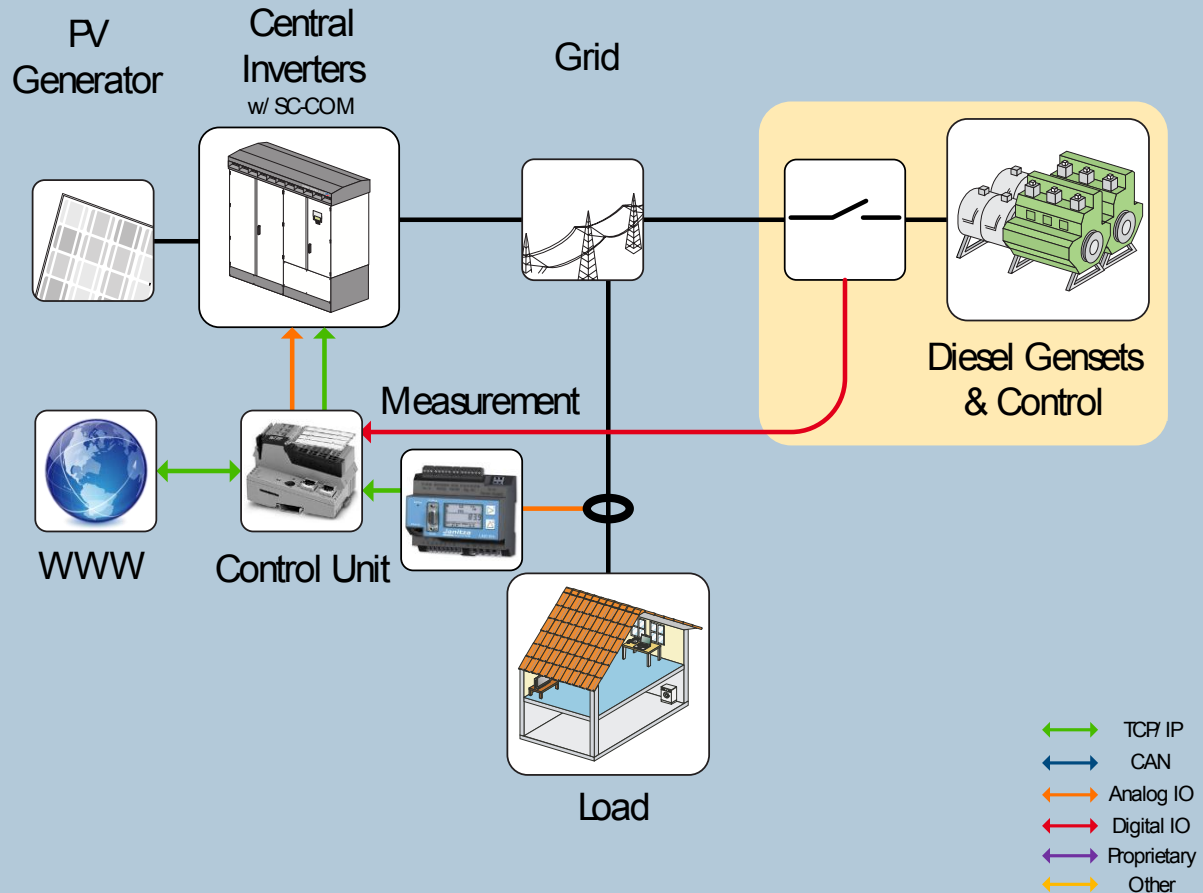 PV
Generator
Central
Inverters
w/ SC-COM
Grid
Diesel Gensets
& Control
Measurement
WWW
Control Unit
Janitza
Load
TCP/ IP
CAN
Analog IO
Digital IO
Proprietary
Other